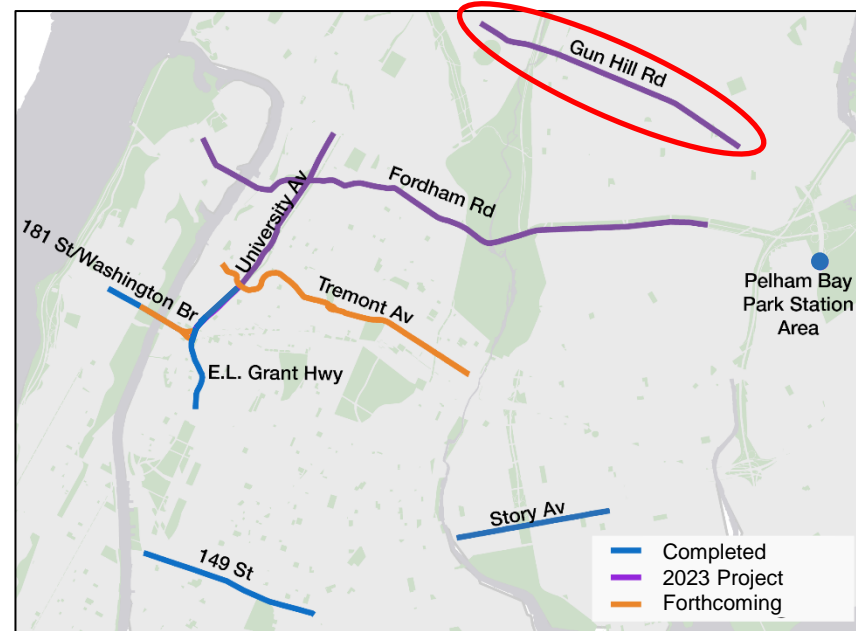 Gun Hill Rd
Fordham Rd
University Av
181 St/Washington Br
Tremont Av
Pelham Bay
Park Station
Area
E.L. Grant Hwy
Story Av
149 St
Completed
2023 Project
Forthcoming